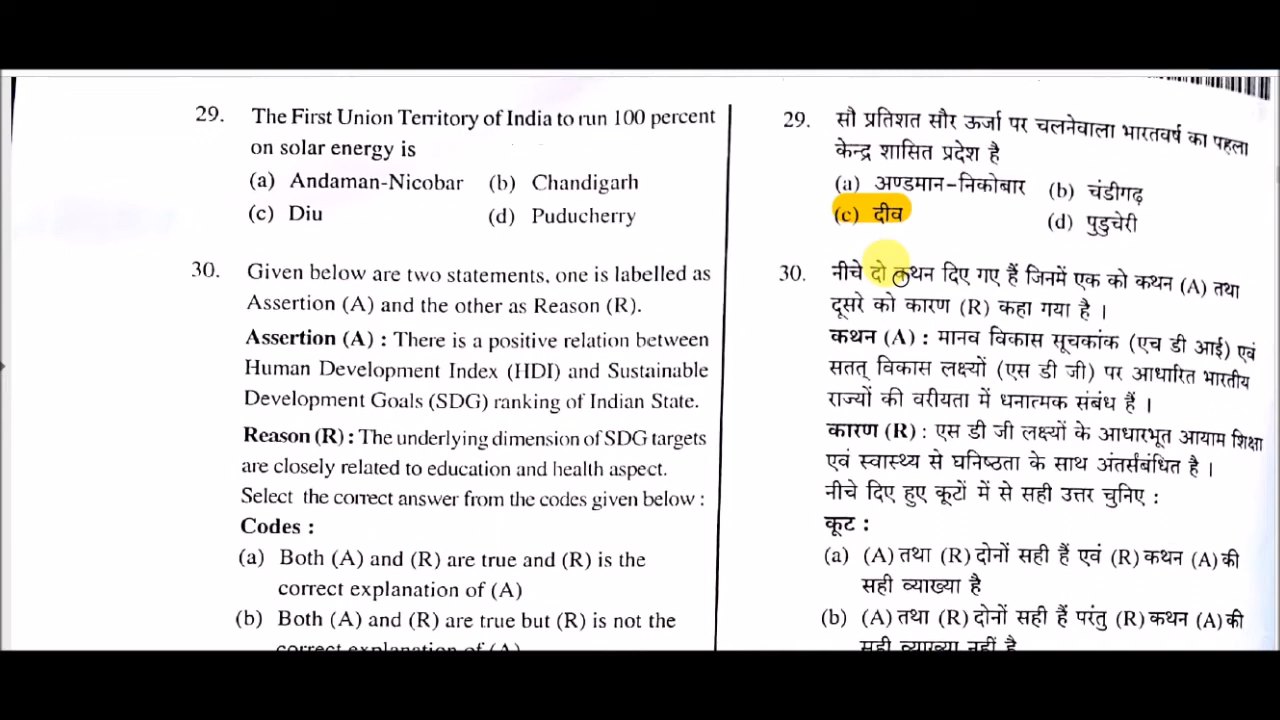 29. The First Union Territory of India to run 100 percent
on solar energy is
(a) Andaman-Nicobar (b) Chandigarh
(c) Diu (d) Puducherry
30. Given below are two statements, one is labelled as
Assertion (A) and the other as Reason (R).
Assertion (A) : There is a positive relation between
Human Development Index (HDI) and Sustainable
Development Goals (SDG) ranking of Indian State.
Reason (R) : The underlying dimension of SDG targets
are closely related to education and health aspect.
Select the correct answer from the codes given below :
Codes :
(a) Both (A) and (R) are true and (R) is the
correct explanation of (A)
(b) Both (A) and (R) are true but (R) is not the
correct explanation of (A)
29. सौ प्रतिशत सौर ऊर्जा पर चलनेवाला भारतवर्ष का पहला
केन्द्र शासित प्रदेश है
(a) अण्डमान-निकोबार (b) चंडीगढ़
(c) दीव (d) पुडुचेरी
30. नीचे दो कथन दिए गए हैं जिनमें एक को कथन (A) तथा
दूसरे को कारण (R) कहा गया है ।
कथन (A) : मानव विकास सूचकांक (एच डी आई) एवं
सतत् विकास लक्ष्यों (एस डी जी) पर आधारित भारतीय
राज्यों की वरीयता में धनात्मक संबंध हैं ।
कारण (R) : एस डी जी लक्ष्यों के आधारभूत आयाम शिक्षा
एवं स्वास्थ्य से घनिष्ठता के साथ अंतर्संबंधित है ।
नीचे दिए हुए कूटों में से सही उत्तर चुनिए :
कूट :
(a) (A) तथा (R) दोनों सही हैं एवं (R) कथन (A) की
सही व्याख्या है
(b) (A) तथा (R) दोनों सही हैं परंतु (R) कथन (A) की
सही व्याख्या नहीं है